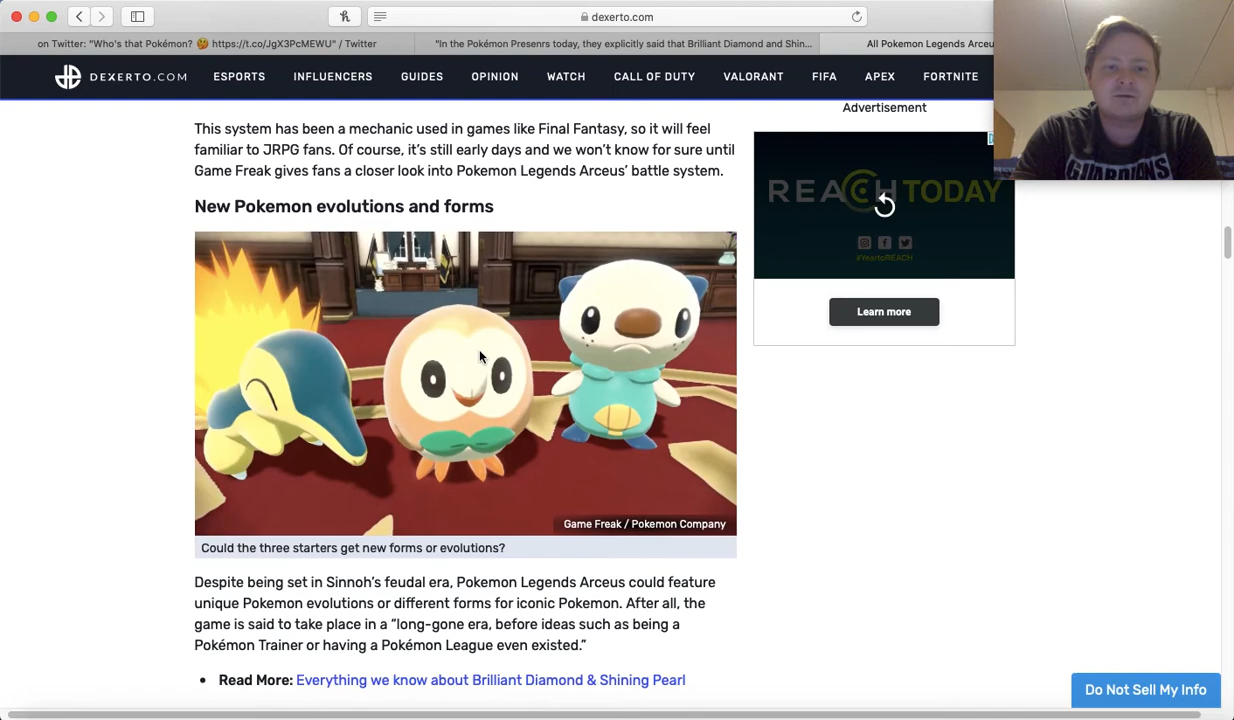 dexerto.com
on Twitter: "Who's that Pokémon? 🤔 https://t.co/JgX3PcMEWU" / Twitter
"In the Pokémon Presenrs today, they explicitly said that Brilliant Diamond and Shin...
All Pokemon Legends Arceu
DEXERTO.COM ESPORTS INFLUENCERS GUIDES OPINION WATCH CALL OF DUTY VALORANT FIFA APEX FORTNITE
Advertisement
This system has been a mechanic used in games like Final Fantasy, so it will feel
familiar to JRPG fans. Of course, it's still early days and we won't know for sure until
Game Freak gives fans a closer look into Pokemon Legends Arceus' battle system.
New Pokemon evolutions and forms
Game Freak / Pokemon Company
Could the three starters get new forms or evolutions?
Despite being set in Sinnoh's feudal era, Pokemon Legends Arceus could feature
unique Pokemon evolutions or different forms for iconic Pokemon. After all, the
game is said to take place in a "long-gone era, before ideas such as being a
Pokémon Trainer or having a Pokémon League even existed."
• Read More: Everything we know about Brilliant Diamond & Shining Pearl
REACH TODAY
#YeartoREACH
Learn more
GUARDIANS
Do Not Sell My Info